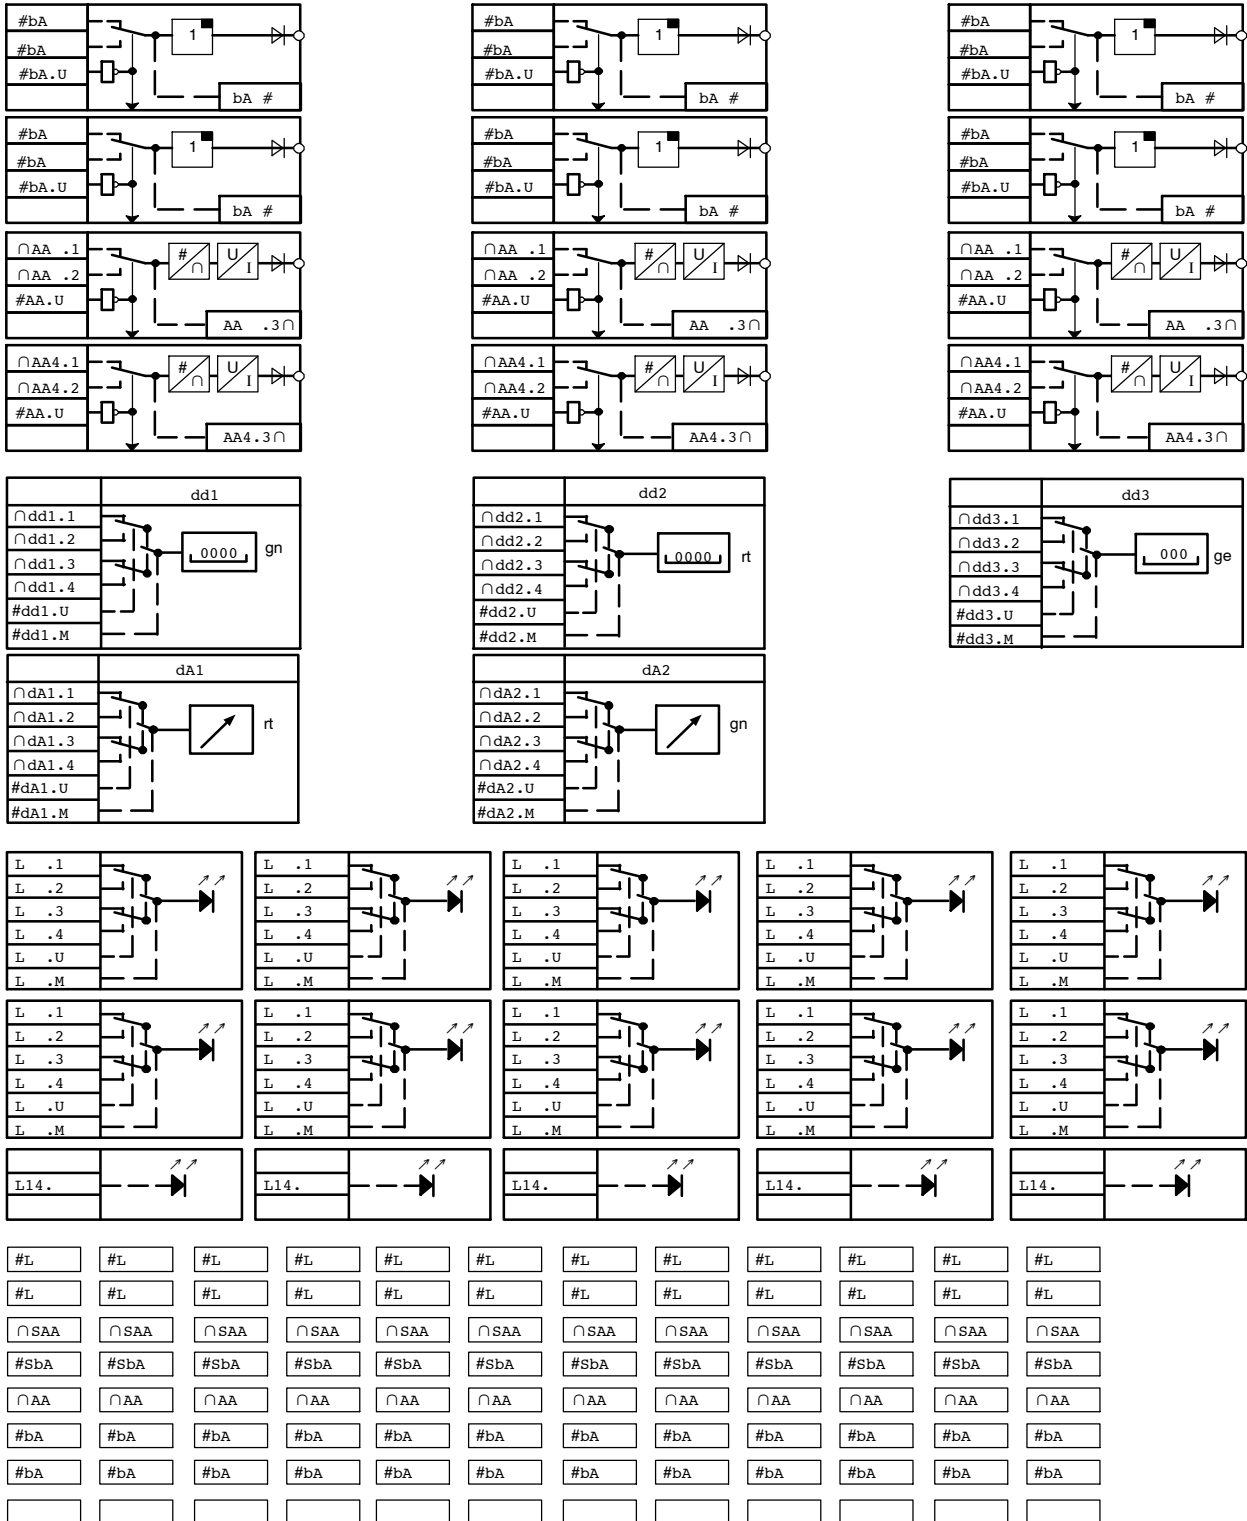 #bA #bA #bA
1 1 1
#bA #bA #bA
#bA.U #bA.U #bA.U
bA # bA # bA #
#bA #bA #bA
1 1 1
#bA #bA #bA
#bA.U #bA.U #bA.U
bA # bA # bA #
∩AA .1 # ∩ U I ∩AA .1 # ∩ U I ∩AA .1 # ∩ U I
∩AA .2 ∩AA .2 ∩AA .2
#AA.U #AA.U #AA.U
AA .3∩ AA .3∩ AA .3∩
∩AA4.1 # ∩ U I ∩AA4.1 # ∩ U I ∩AA4.1 # ∩ U I
∩AA4.2 ∩AA4.2 ∩AA4.2
#AA.U #AA.U #AA.U
AA4.3∩ AA4.3∩ AA4.3∩
dd1 dd2 dd3
∩dd1.1 ∩dd2.1 ∩dd3.1
∩dd1.2 ∩dd2.2 ∩dd3.2
0000 gn 0000 rt 000 ge
∩dd1.3 ∩dd2.3 ∩dd3.3
∩dd1.4 ∩dd2.4 ∩dd3.4
#dd1.U #dd2.U #dd3.U
#dd1.M #dd2.M #dd3.M
dA1 dA2
∩dA1.1 ∩dA2.1
∩dA1.2 rt ∩dA2.2 gn
∩dA1.3 ∩dA2.3
∩dA1.4 ∩dA2.4
#dA1.U #dA2.U
#dA1.M #dA2.M
L .1 L .1 L .1 L .1 L .1
L .2 L .2 L .2 L .2 L .2
L .3 L .3 L .3 L .3 L .3
L .4 L .4 L .4 L .4 L .4
L .U L .U L .U L .U L .U
L .M L .M L .M L .M L .M
L .1 L .1 L .1 L .1 L .1
L .2 L .2 L .2 L .2 L .2
L .3 L .3 L .3 L .3 L .3
L .4 L .4 L .4 L .4 L .4
L .U L .U L .U L .U L .U
L .M L .M L .M L .M L .M
L14. L14. L14. L14. L14.
#L #L #L #L #L #L #L #L #L #L #L #L
#L #L #L #L #L #L #L #L #L #L #L #L
∩SAA ∩SAA ∩SAA ∩SAA ∩SAA ∩SAA ∩SAA ∩SAA ∩SAA ∩SAA ∩SAA ∩SAA
#SbA #SbA #SbA #SbA #SbA #SbA #SbA #SbA #SbA #SbA #SbA #SbA
∩AA ∩AA ∩AA ∩AA ∩AA ∩AA ∩AA ∩AA ∩AA ∩AA ∩AA ∩AA
#bA #bA #bA #bA #bA #bA #bA #bA #bA #bA #bA #bA
#bA #bA #bA #bA #bA #bA #bA #bA #bA #bA #bA #bA